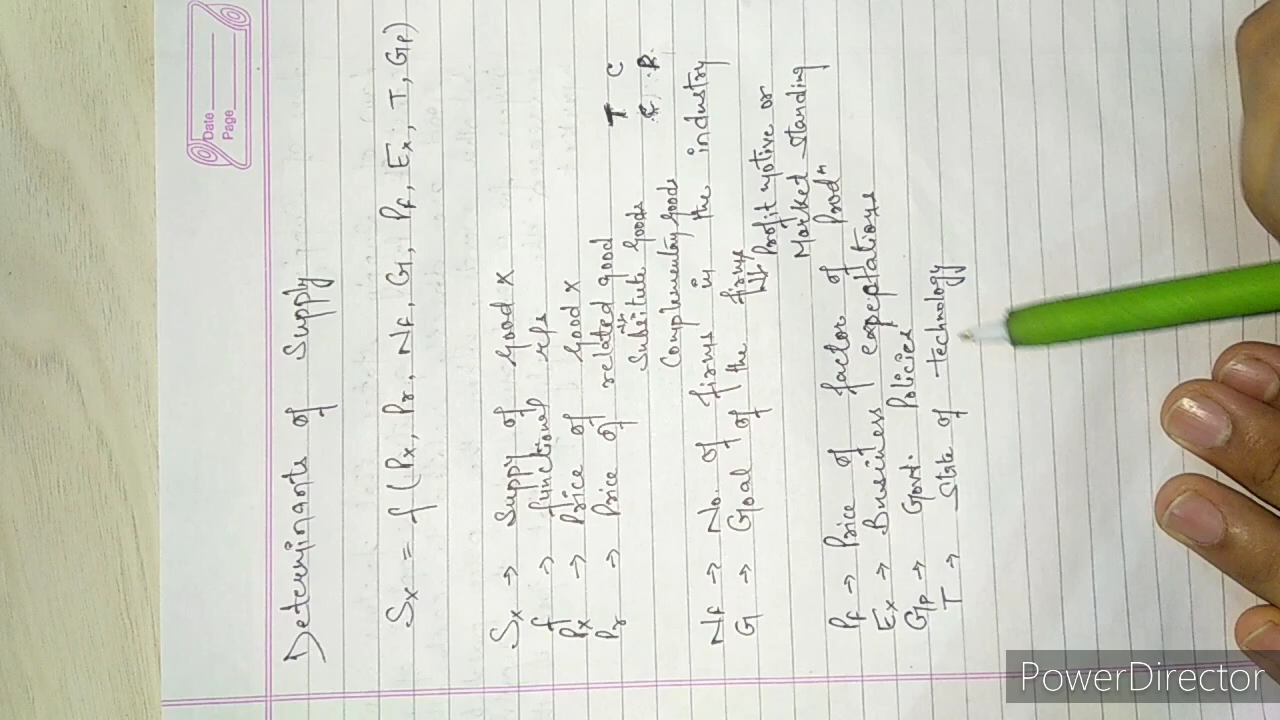 Date
Page
Determinants of Supply
Sx = f (Px, Pr, Nf, G, Pf, Ex, T, GP)
Sx → Supply of Good x
f → functional
Px → Price of Good x
Pr → Price of related good
Substitute Goods T C
Complementary Goods C. R.
Nf → No. of firms in the industry
G → Goal of the firms
Profit motive or
Market Standing
Pf → Price of factor of Prodn
Ex → Business expeptations
GP → Govt. Policies
T → State of technology
PowerDirector